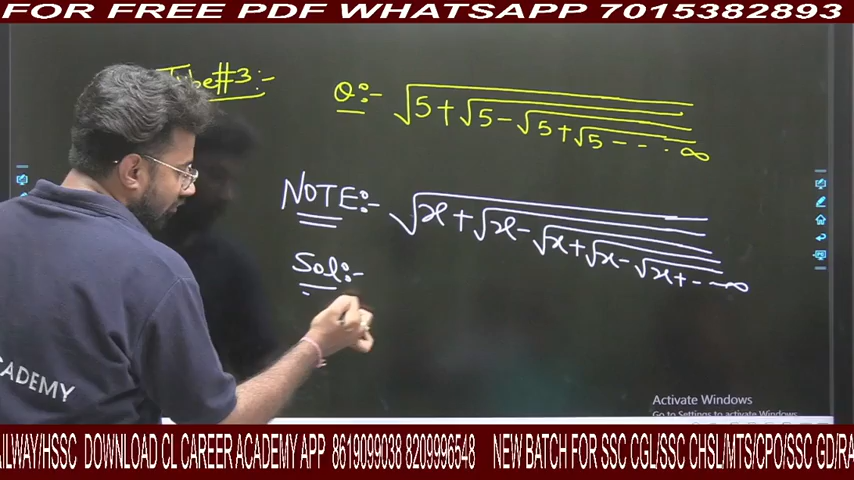 FOR FREE PDF WHATSAPP 7015382893
Type#3:-
Q:- √5+√5-√5+√5--..∞
NOTE:- √x+√x-√x+√x-√x+-..∞
Sol:-
ACADEMY
Activate Windows
Go to Settings to activate Windows.
AILWAY/HSSC DOWNLOAD CL CAREER ACADEMY APP 8619099038 8209996548 NEW BATCH FOR SSC CGL/SSC CHSL/MTS/CPO/SSC GD/RA